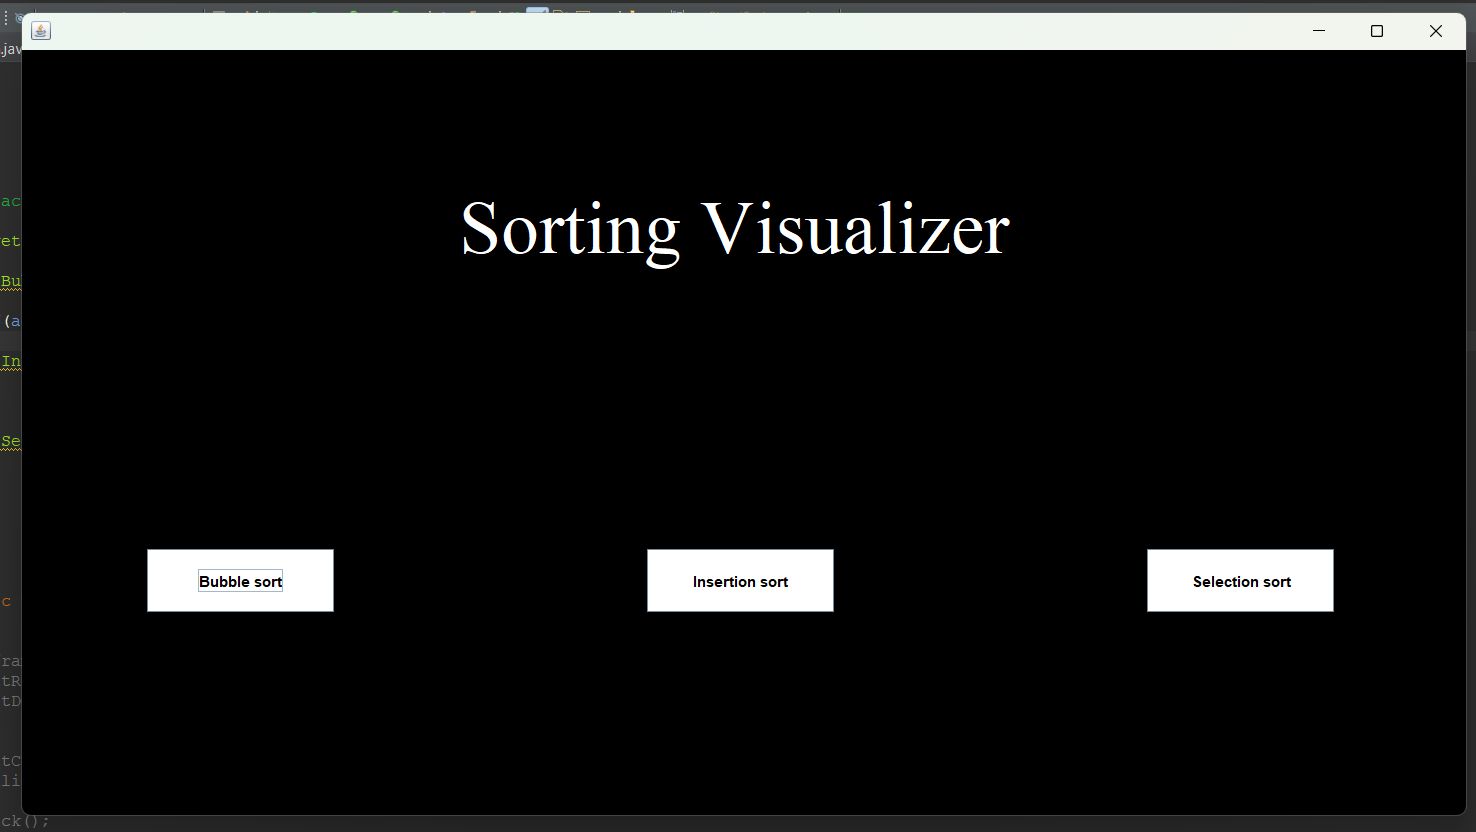 .jav
ac
et
Sorting Visualizer
Bu
(a
In
Se
Bubble sort
Insertion sort
Selection sort
c
ra
tR
tD
tC
li
ck();